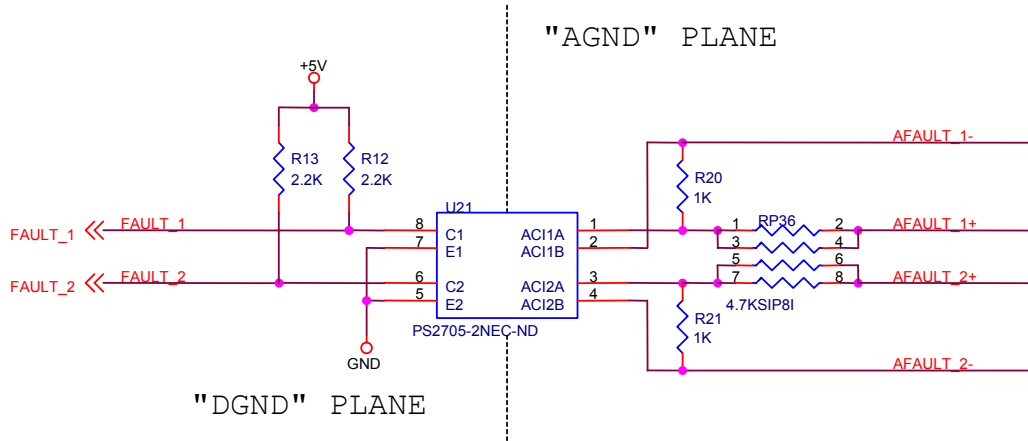 "AGND" PLANE
+5V
AFAULT_1-
R13
2.2K
R12
2.2K
R20
1K
U21
RP36
FAULT_1
FAULT_1
8
C1
ACI1A
1
1
2
AFAULT_1+
7
E1
ACI1B
2
3
4
FAULT_2
FAULT_2
6
C2
ACI2A
3
5
6
AFAULT_2+
5
E2
ACI2B
4
7
8
4.7KSIP8I
PS2705-2NEC-ND
R21
1K
GND
AFAULT_2-
"DGND" PLANE